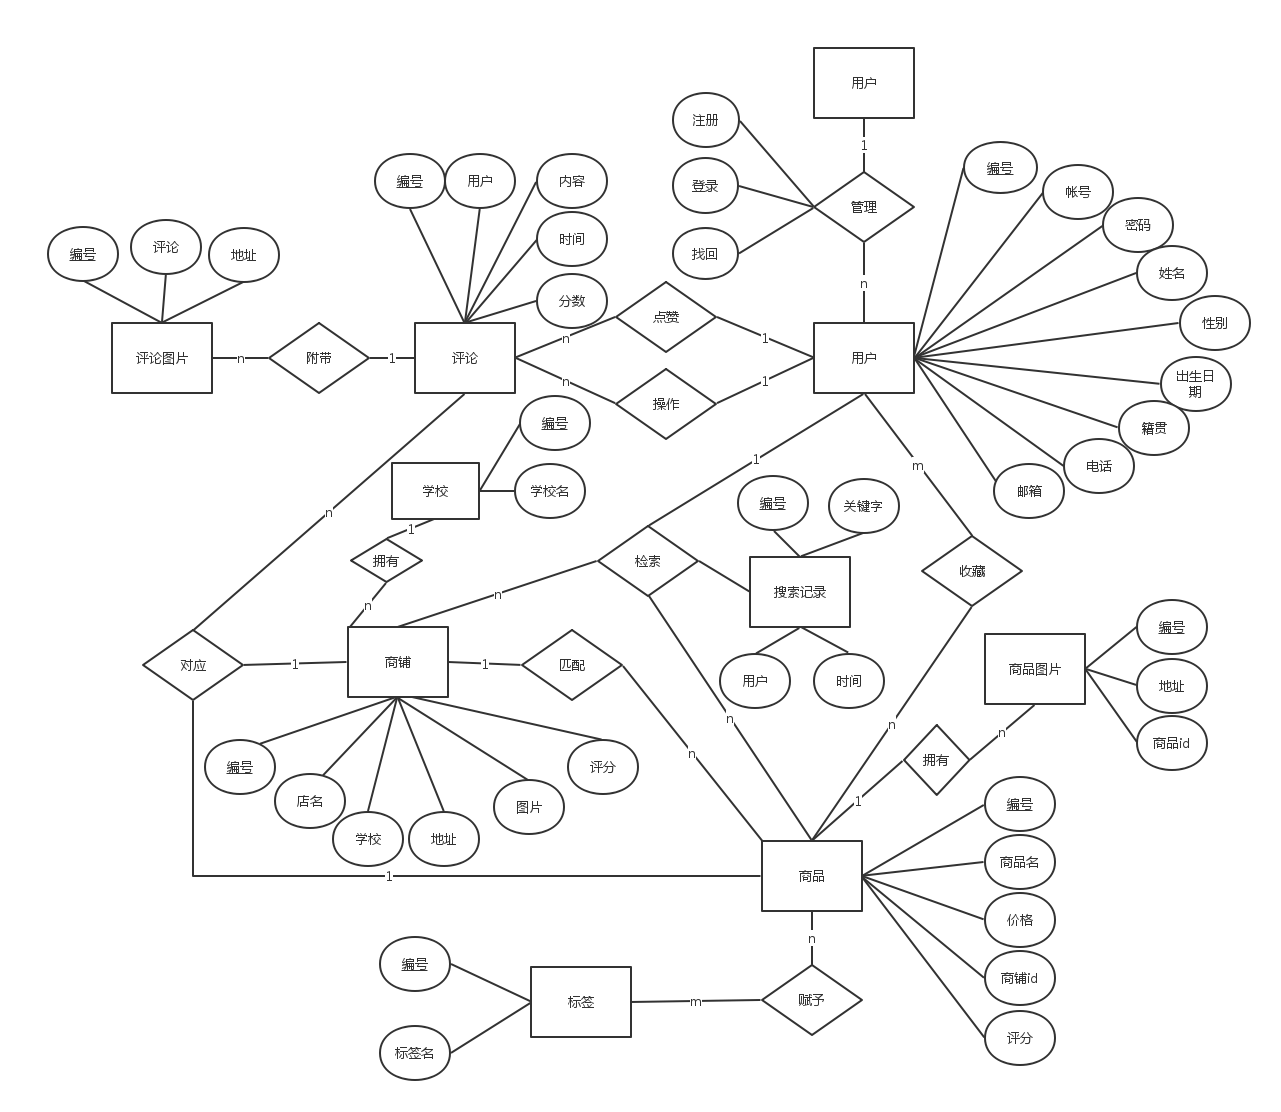 用户
1
注册
登录
找回
管理
n
编号
帐号
密码
姓名
性别
出生日
期
籍贯
电话
邮箱
用户
编号
用户
内容
时间
分数
编号
评论
地址
评论图片
n
附带
1
评论
n
点赞
1
n
操作
1
编号
学校名
学校
1
拥有
n
n
1
m
检索
n
n
编号
关键字
搜索记录
用户
时间
收藏
n
对应
1
商铺
1
匹配
n
编号
店名
学校
地址
图片
评分
1
商品图片
编号
地址
商品id
n
拥有
1
商品
编号
商品名
价格
商铺id
评分
n
赋予
m
标签
编号
标签名